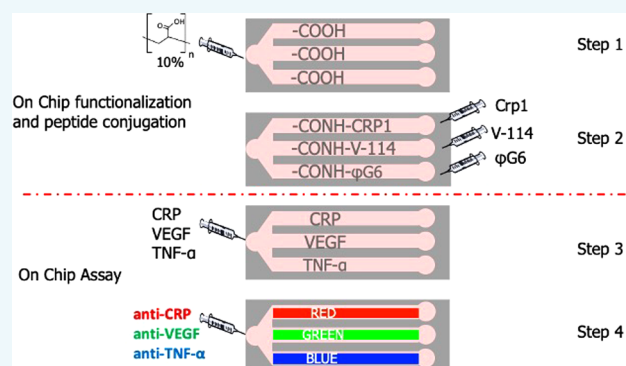 OH
O
n
10%
-COOH
-COOH
-COOH
Step 1
On Chip functionalization
and peptide conjugation
-CONH-CRP1
-CONH-V-114
-CONH-φG6
Crp1
V-114
φG6
Step 2
CRP
VEGF
TNF-α
CRP
VEGF
TNF-α
Step 3
On Chip Assay
anti-CRP
anti-VEGF
anti-TNF-α
RED
GREEN
BLUE
Step 4